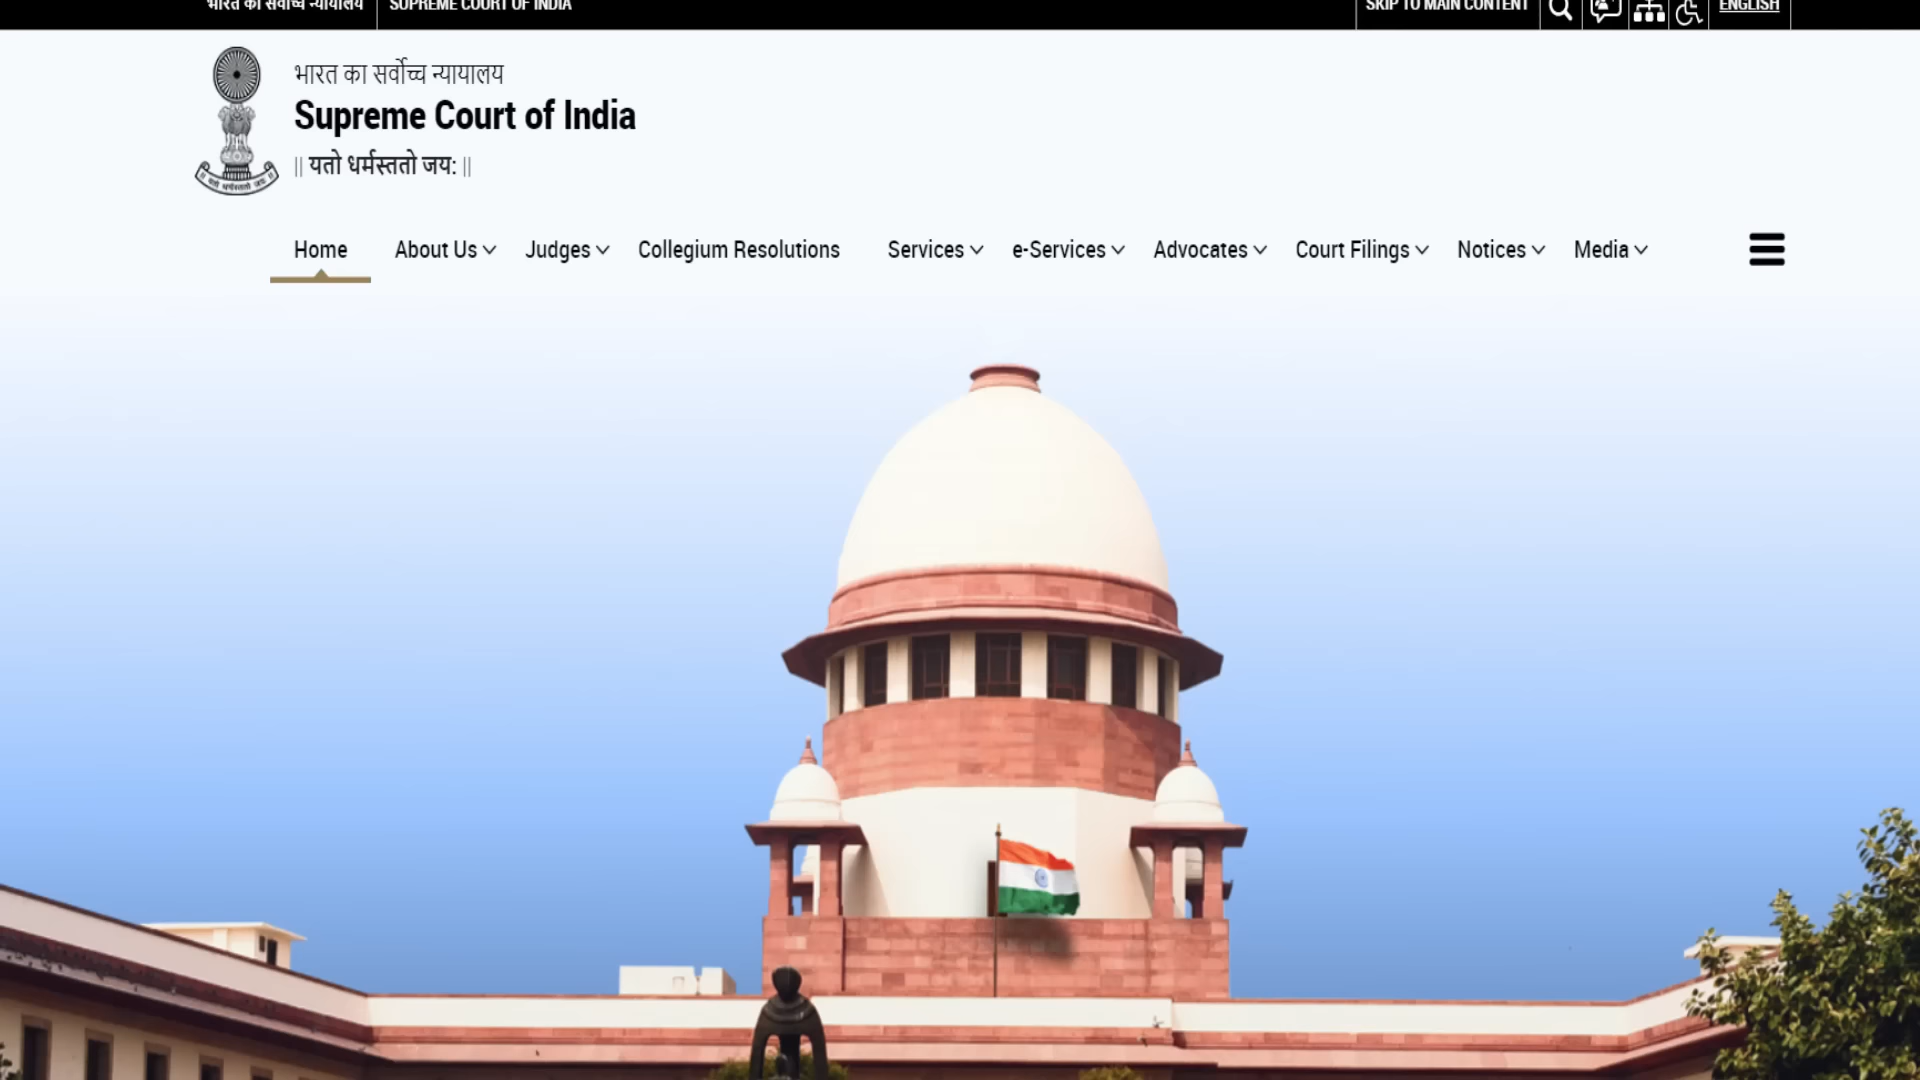 भारत का सर्वोच्च न्यायालय
SUPREME COURT OF INDIA
SKIP TO MAIN CONTENT
ENGLISH
भारत का सर्वोच्च न्यायालय
Supreme Court of India
|| यतो धर्मस्ततो जय: ||
Home
About Us
Judges
Collegium Resolutions
Services
e-Services
Advocates
Court Filings
Notices
Media